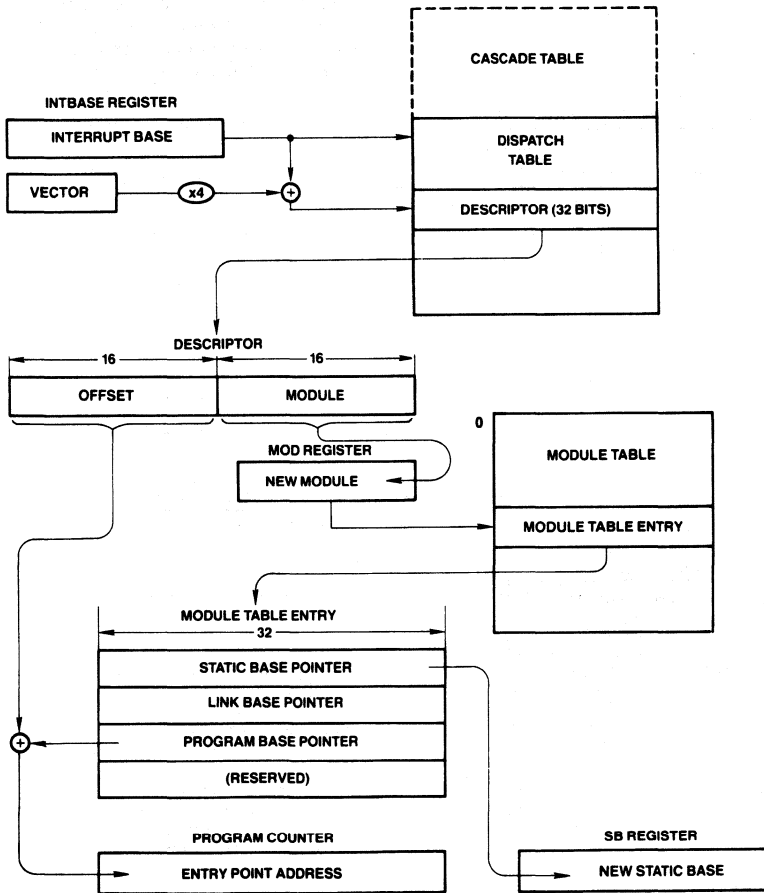 CASCADE TABLE
INTBASE REGISTER
INTERRUPT BASE
DISPATCH
TABLE
VECTOR
x4
+
DESCRIPTOR (32 BITS)
DESCRIPTOR
16
16
OFFSET
MODULE
0
MOD REGISTER
MODULE TABLE
NEW MODULE
MODULE TABLE ENTRY
MODULE TABLE ENTRY
32
STATIC BASE POINTER
LINK BASE POINTER
+
PROGRAM BASE POINTER
(RESERVED)
PROGRAM COUNTER
SB REGISTER
ENTRY POINT ADDRESS
NEW STATIC BASE